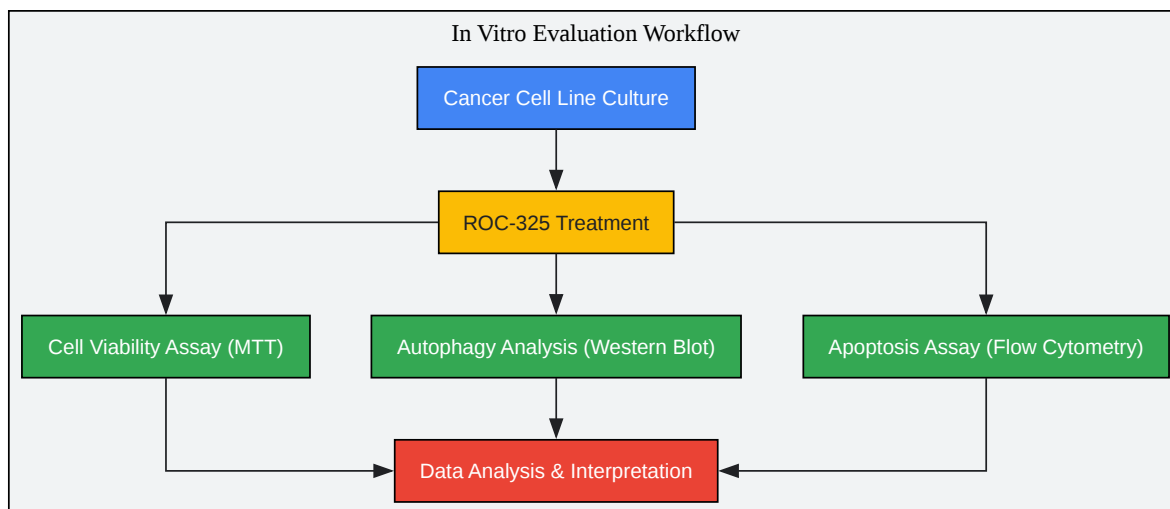 In Vitro Evaluation Workflow
Cancer Cell Line Culture
ROC-325 Treatment
Cell Viability Assay (MTT)
Autophagy Analysis (Western Blot)
Apoptosis Assay (Flow Cytometry)
Data Analysis & Interpretation